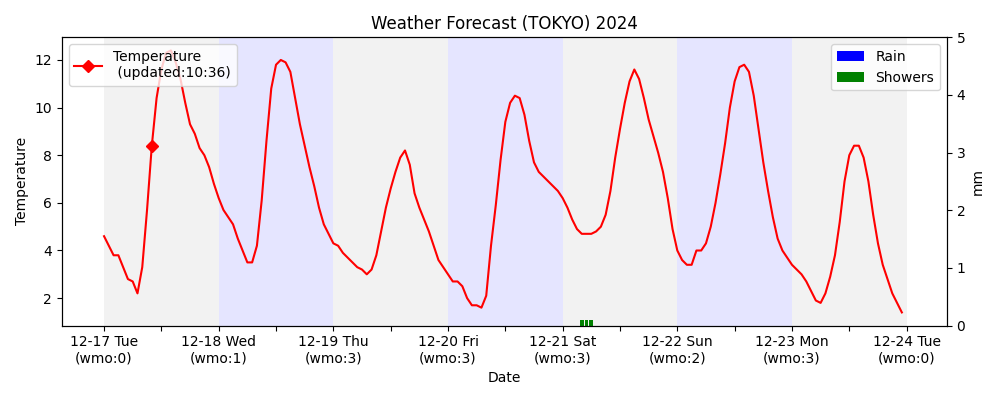 Weather Forecast (TOKYO) 2024
Temperature
(updated:10:36)
Rain
Showers
Temperature
12
10
8
6
4
2
5
4
3
2
1
0
mm
12-17 Tue
(wmo:0)
12-18 Wed
(wmo:1)
12-19 Thu
(wmo:3)
12-20 Fri
(wmo:3)
12-21 Sat
(wmo:3)
12-22 Sun
(wmo:2)
12-23 Mon
(wmo:3)
12-24 Tue
(wmo:0)
Date